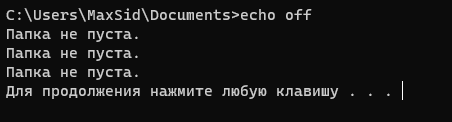 C:\Users\MaxSid\Documents>echo off
Папка не пуста.
Папка не пуста.
Папка не пуста.
Для продолжения нажмите любую клавишу . . .